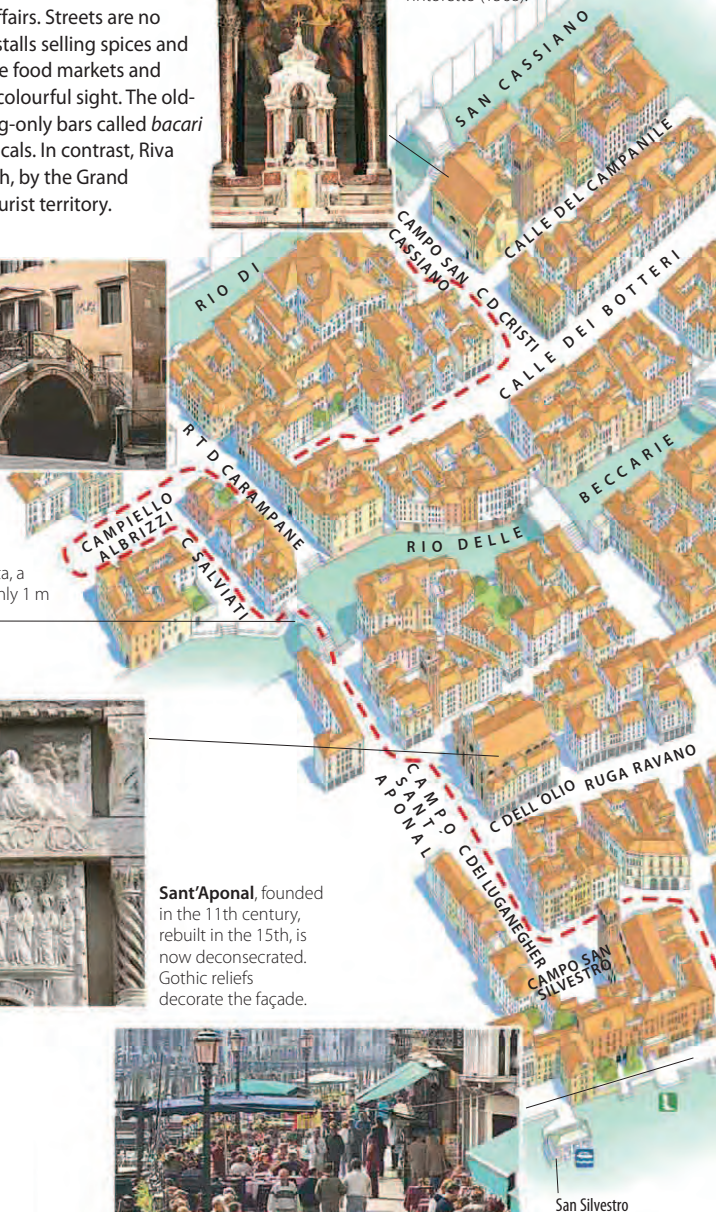 ffairs. Streets are no
stalls selling spices and
e food markets and
colourful sight. The old-
g-only bars called bacari
cals. In contrast, Riva
h, by the Grand
urist territory.
SAN CASSIANO
CALLE DEL CAMPANILE
CAMPO SAN
CASSIANO
C D CRISTI
CALLE DEI BOTTERI
RIO DI
R T D CARAMPANE
BECCARIE
RIO DELLE
CAMPIELLO
ALBRIZZI
C SALVIATI
a, a
nly 1 m
CAMPO
SANT'
APONAL
C DELL'OLIO
RUGA RAVANO
C DEI LUGANEGHER
CAMPO SAN
SILVESTRO
Sant'Aponal, founded
in the 11th century,
rebuilt in the 15th, is
now deconsecrated.
Gothic reliefs
decorate the façade.
San Silvestro